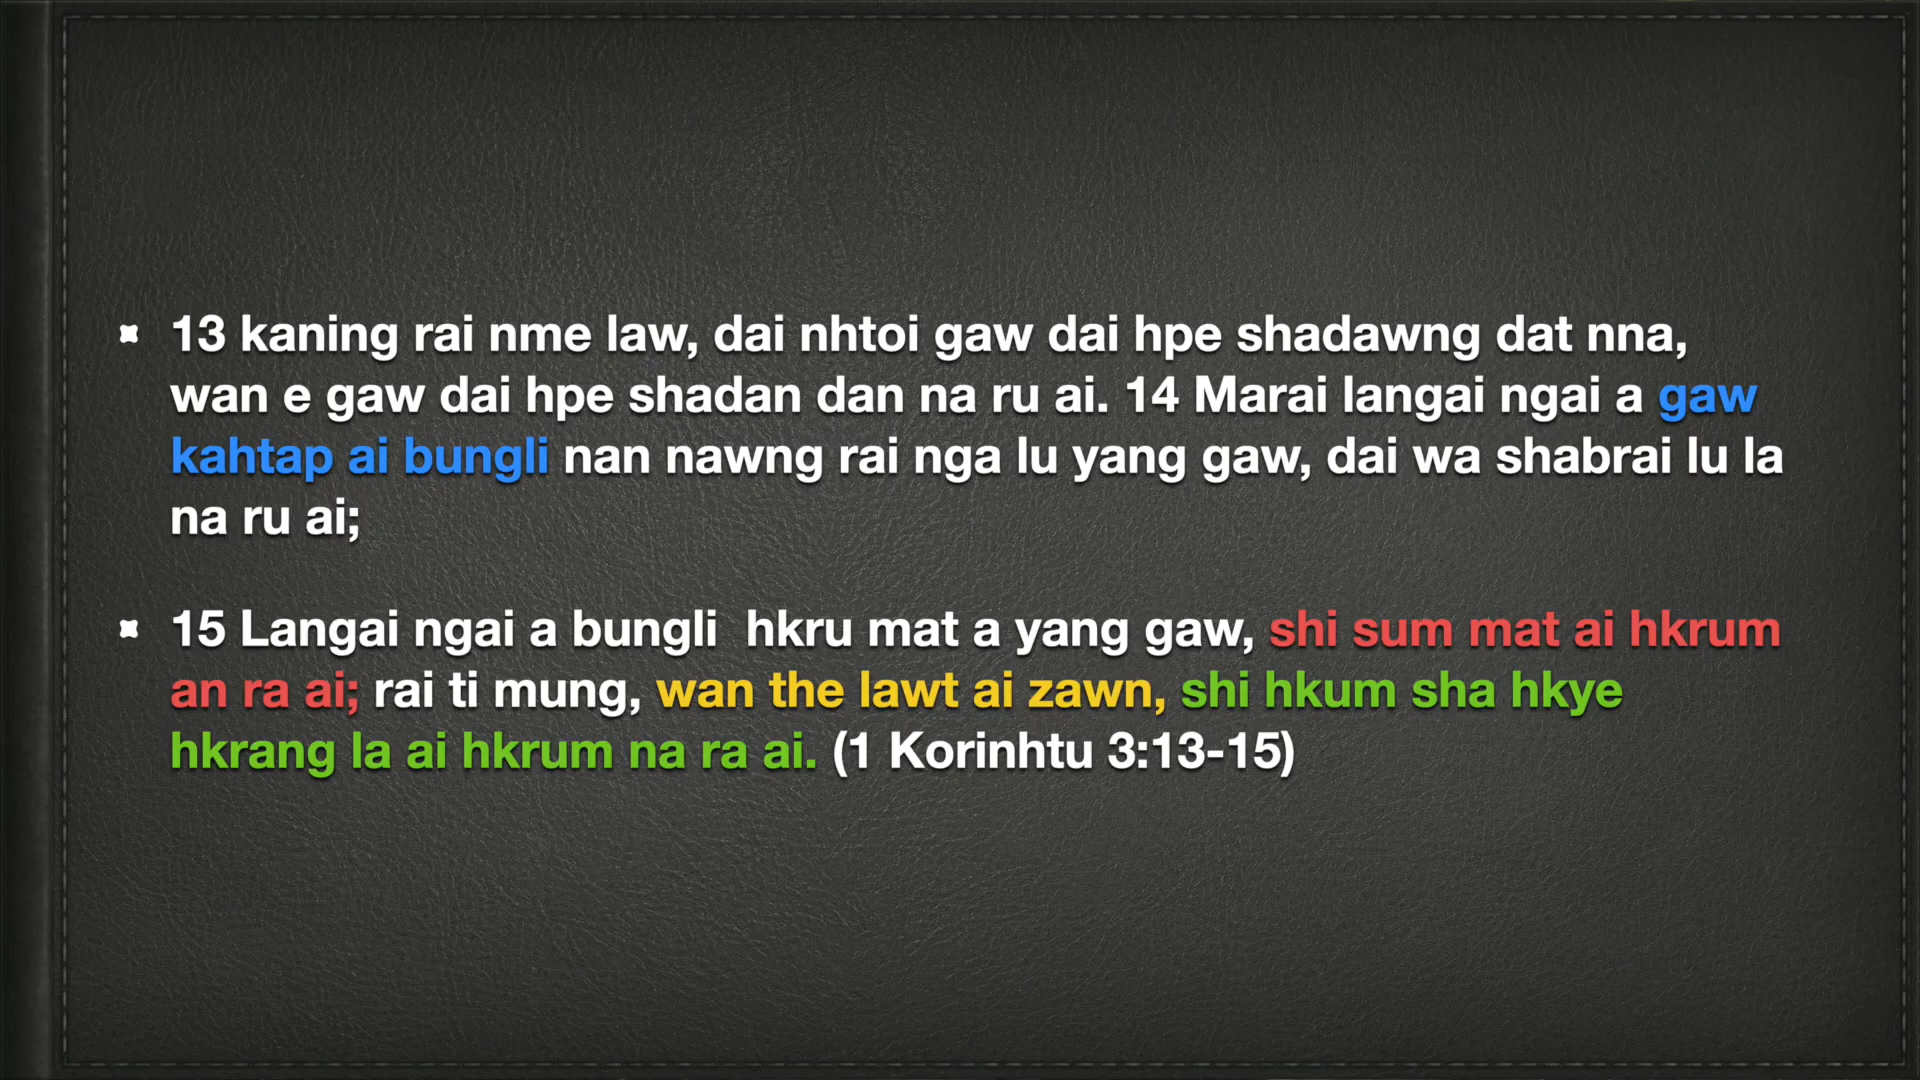 13 kaning rai nme law, dai nhtoi gaw dai hpe shadawng dat nna,
wan e gaw dai hpe shadan dan na ru ai. 14 Marai langai ngai a gaw
kahtap ai bungli nan nawng rai nga lu yang gaw, dai wa shabrai lu la
na ru ai;
15 Langai ngai a bungli  hkru mat a yang gaw, shi sum mat ai hkrum
an ra ai; rai ti mung, wan the lawt ai zawn, shi hkum sha hkye
hkrang la ai hkrum na ra ai. (1 Korinhtu 3:13-15)